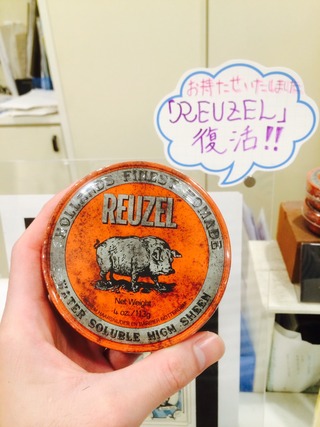 お待たせいたしました
「REUZEL」
復活!!
HOLLANDS FINEST POMADE
REUZEL
Net Weight
4 oz./113g
WATER SOLUBLE HIGH SHEEN